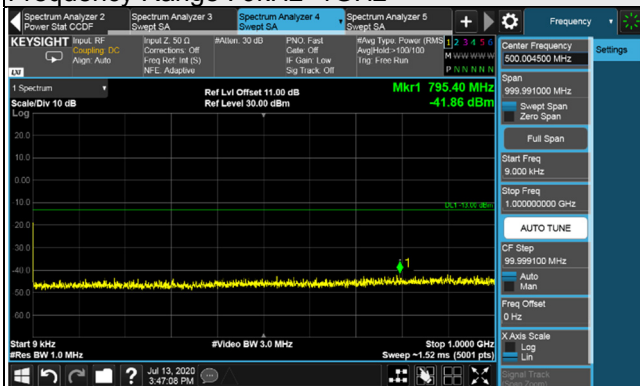 Frequency Range : 9kHz~1GHz
Spectrum Analyzer 2
Power Stat CCDF
Spectrum Analyzer 3
Swept SA
Spectrum Analyzer 4
Swept SA
Spectrum Analyzer 5
Swept SA
Frequency
KEYSIGHT
Input: RF
Coupling: DC
Align: Auto
Input Z: 50 Ω
Corrections: Off
Freq Ref: Int (S)
NFE: Adaptive
#Atten: 30 dB
PNO: Fast
Gate: Off
IF Gain: Low
Sig Track: Off
#Avg Type: Power (RMS)
Avg|Hold:>100/100
Trig: Free Run
1 2 3 4 5 6
M W W W W W
P N N N N N
LXI
Center Frequency
500.004500 MHz
Settings
Span
999.991000 MHz
Swept Span
Zero Span
Full Span
Start Freq
9.000 kHz
Stop Freq
1.000000000 GHz
AUTO TUNE
CF Step
99.999100 MHz
Auto
Man
Freq Offset
0 Hz
X Axis Scale
Log
Lin
Signal Track
(Span Zoom)
1 Spectrum
Scale/Div 10 dB
Log
Ref Lvl Offset 11.00 dB
Ref Level 30.00 dBm
Mkr1 795.40 MHz
-41.86 dBm
20.0
10.0
0.00
-10.0
-20.0
-30.0
-40.0
-50.0
-60.0
DL1 -13.00 dBm
1
Start 9 kHz
#Res BW 1.0 MHz
#Video BW 3.0 MHz
Stop 1.0000 GHz
Sweep ~1.52 ms (5001 pts)
Jul 13, 2020
3:47:08 PM